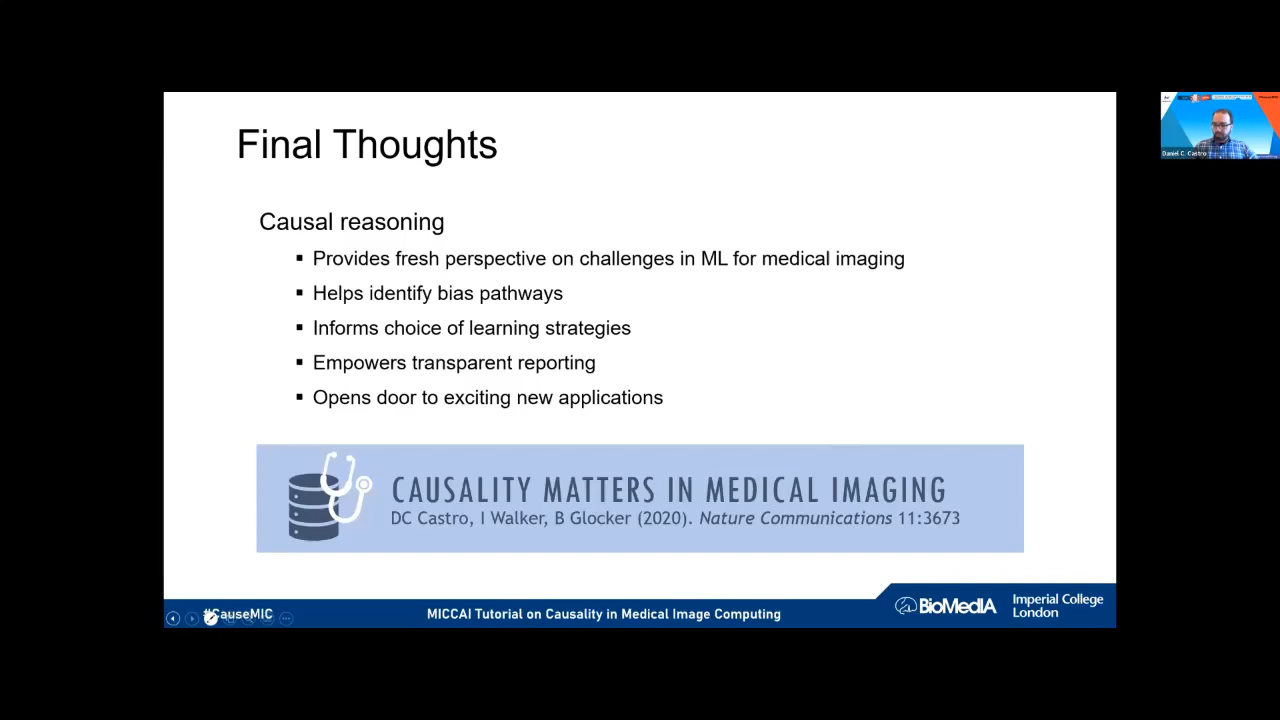 Final Thoughts
Causal reasoning
Provides fresh perspective on challenges in ML for medical imaging
Helps identify bias pathways
Informs choice of learning strategies
Empowers transparent reporting
Opens door to exciting new applications
CAUSALITY MATTERS IN MEDICAL IMAGING
DC Castro, I Walker, B Glocker (2020). Nature Communications 11:3673
#CauseMIC
MICCAI Tutorial on Causality in Medical Image Computing
BioMedIA
Imperial College
London
Daniel C. Castro